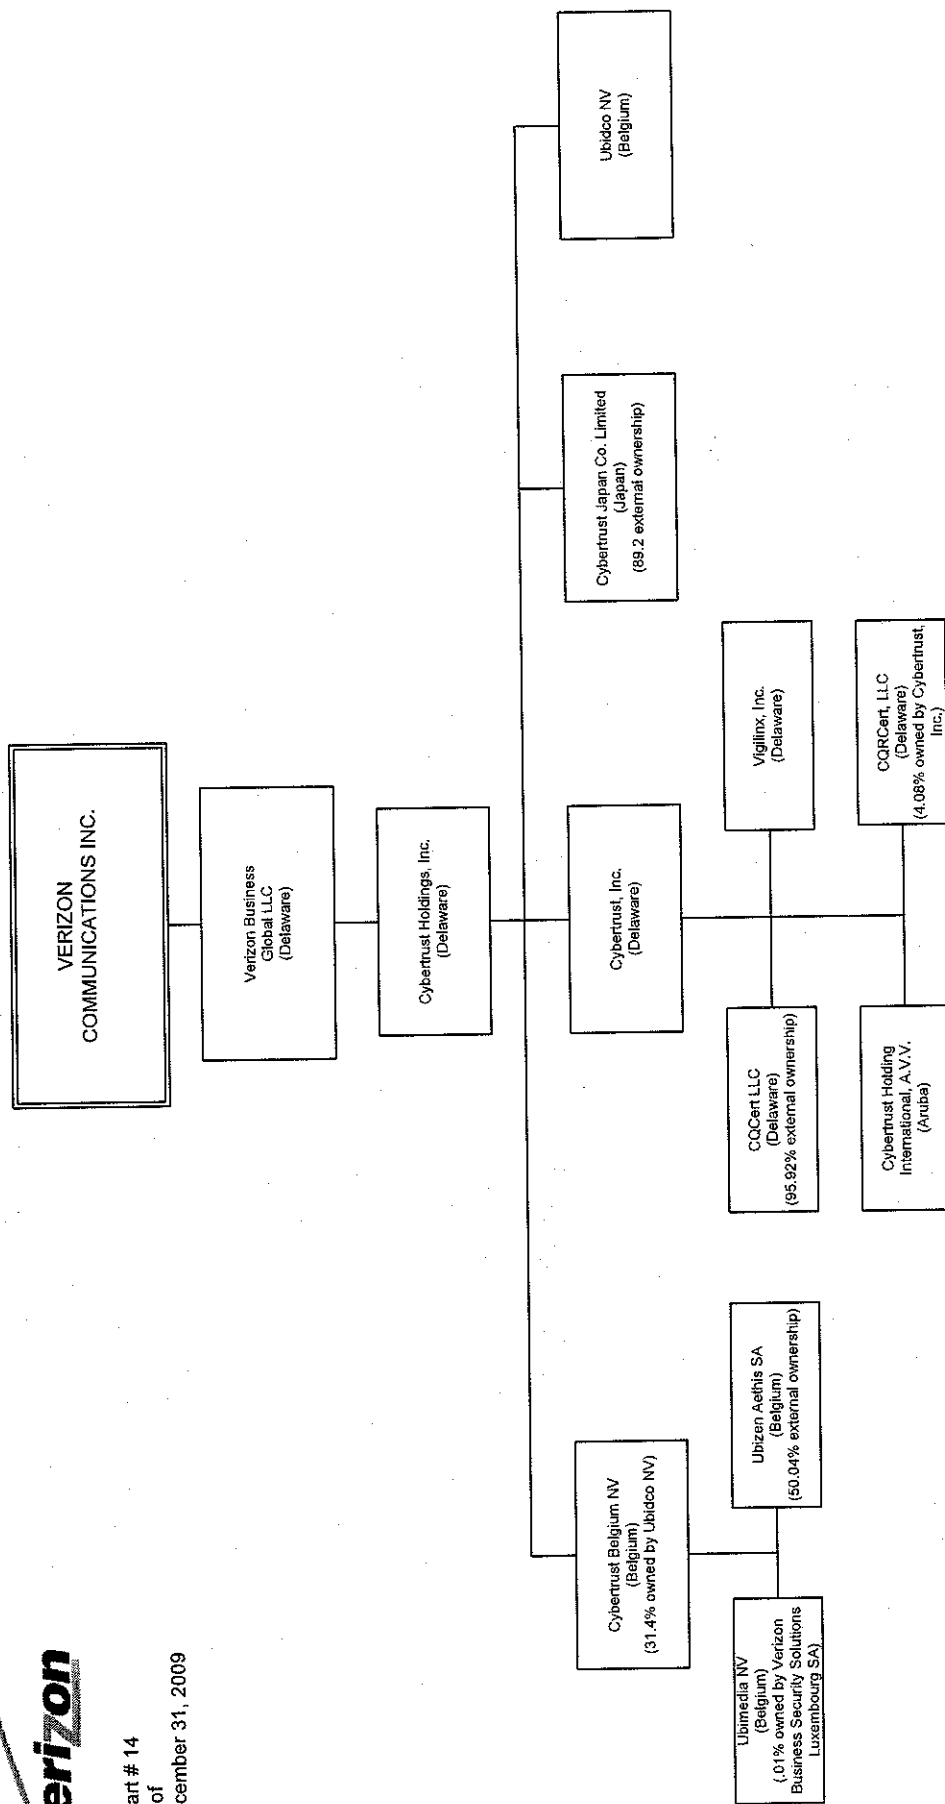 erizon
art # 14
of
cember 31, 2009
VERIZON
COMMUNICATIONS INC.
Verizon Business
Global LLC
(Delaware)
Cybertrust Holdings, Inc.
(Delaware)
Cybertrust Belgium NV
(Belgium)
(31.4% owned by Ubidco NV)
Cybertrust, Inc.
(Delaware)
Cybertrust Japan Co. Limited
(Japan)
(89.2 external ownership)
Ubidco NV
(Belgium)
Ubimedia NV
(Belgium)
(.01% owned by Verizon
Business Security Solutions
Luxembourg SA)
Ubizen Aethis SA
(Belgium)
(50.04% external ownership)
CQCert LLC
(Delaware)
(95.92% external ownership)
Vigilinx, Inc.
(Delaware)
Cybertrust Holding
International, A.V.V.
(Aruba)
CQRCert, LLC
(Delaware)
(4.08% owned by Cybertrust,
Inc.)